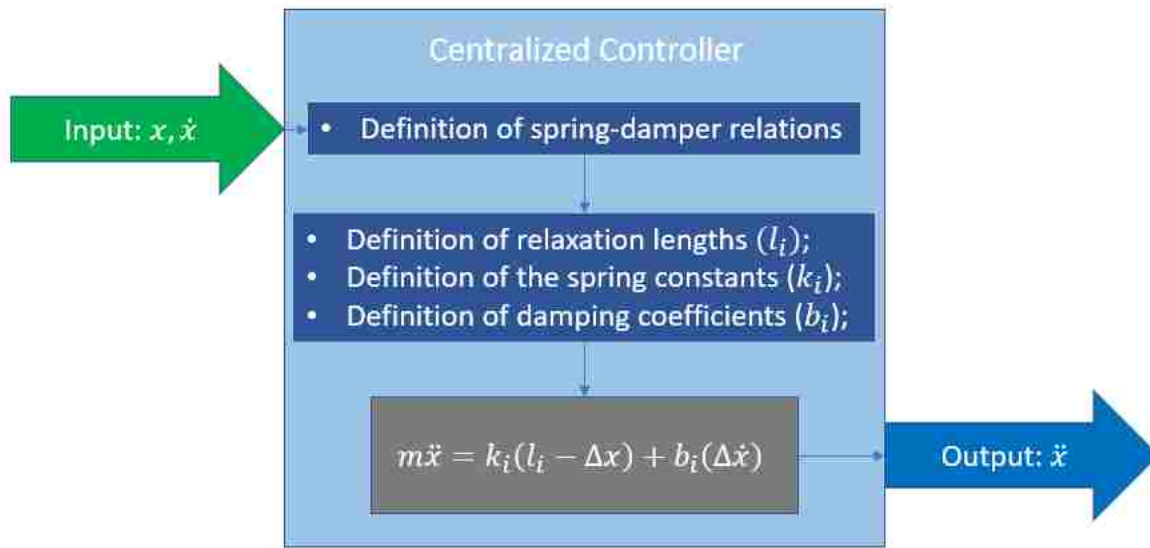 Centralized Controller
Input: x, ẋ
• Definition of spring-damper relations
• Definition of relaxation lengths (lᵢ);
• Definition of the spring constants (kᵢ);
• Definition of damping coefficients (bᵢ);
mẍ = kᵢ(lᵢ − Δx) + bᵢ(Δẋ)
Output: ẍ